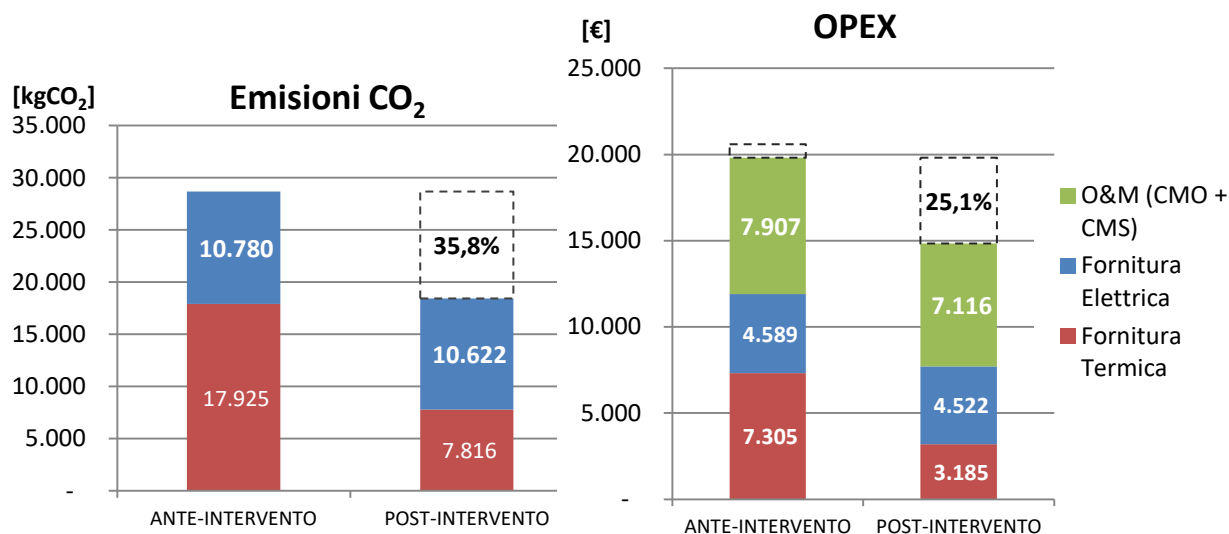 [kgCO₂]
Emisioni CO₂
35.000
30.000
25.000
20.000
15.000
10.000
5.000
-
10.780
17.925
35,8%
10.622
7.816
ANTE-INTERVENTO
POST-INTERVENTO
[€]
OPEX
25.000
20.000
15.000
10.000
5.000
-
7.907
4.589
7.305
25,1%
7.116
4.522
3.185
ANTE-INTERVENTO
POST-INTERVENTO
O&M (CMO +
CMS)
Fornitura
Elettrica
Fornitura
Termica